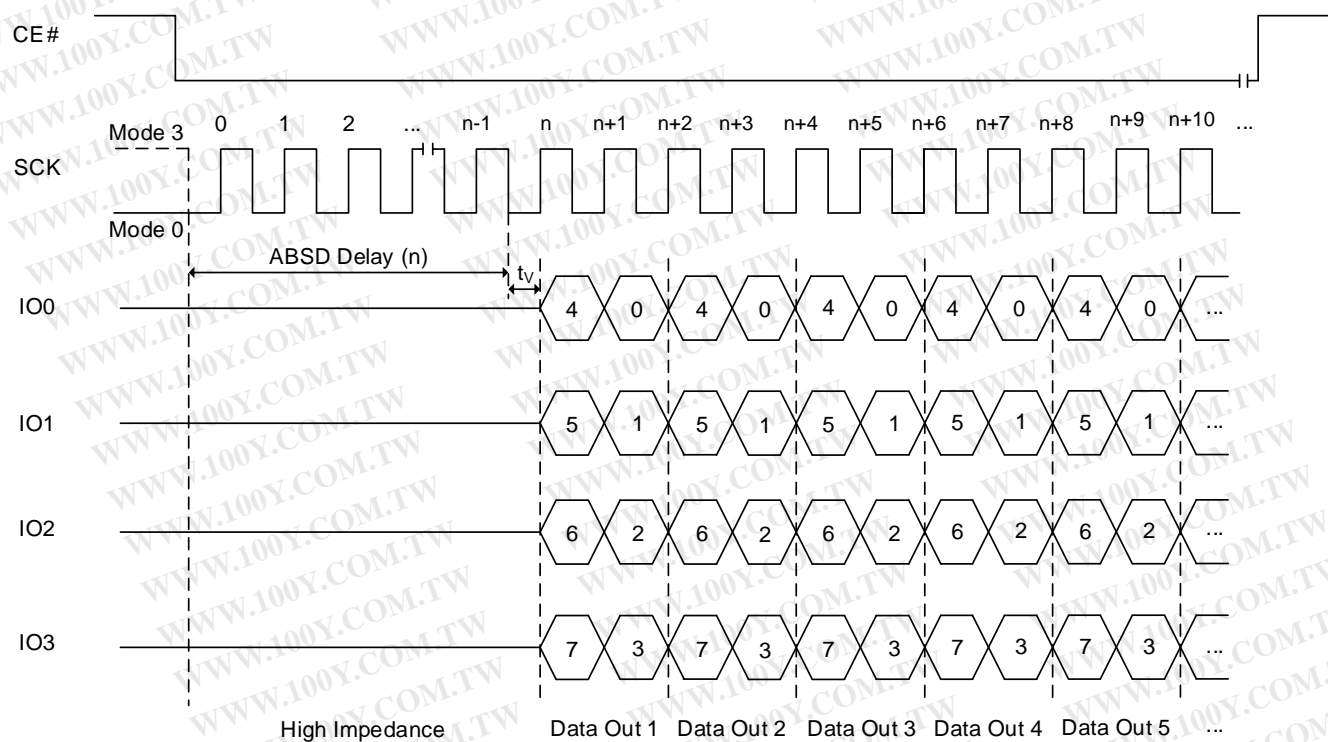 CE#
Mode 3 0 1 2 ... n-1 n n+1 n+2 n+3 n+4 n+5 n+6 n+7 n+8 n+9 n+10 ...
SCK
Mode 0
ABSD Delay (n)
tV
IO0 4 0 4 0 4 0 4 0 4 0 ...
IO1 5 1 5 1 5 1 5 1 5 1 ...
IO2 6 2 6 2 6 2 6 2 6 2 ...
IO3 7 3 7 3 7 3 7 3 7 3 ...
High Impedance Data Out 1 Data Out 2 Data Out 3 Data Out 4 Data Out 5 ...
WWW.100Y.COM.TW